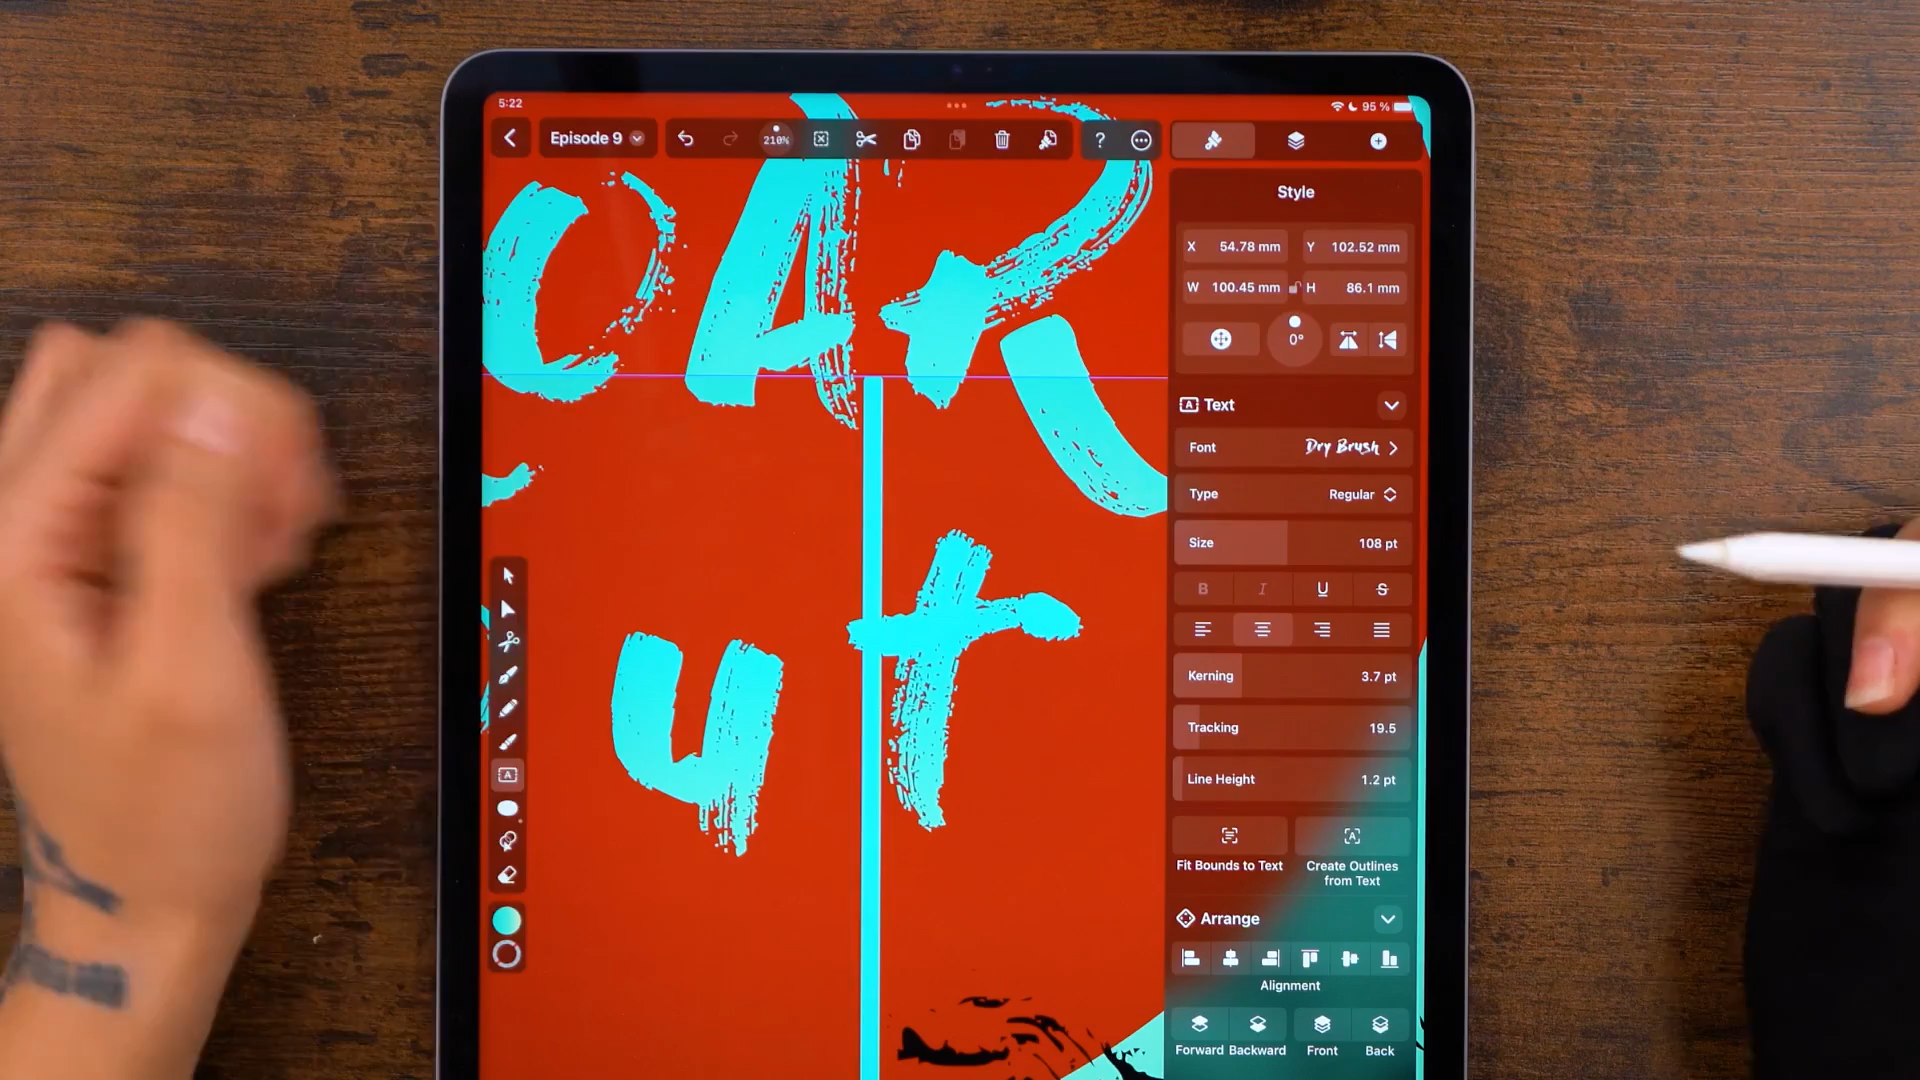 5:22
95 %
Episode 9
210%
?
Style
X 54.78 mm Y 102.52 mm
W 100.45 mm H 86.1 mm
0°
CAR
ut
A Text
Font Dry Brush
Type Regular
Size 108 pt
B I U S
Kerning 3.7 pt
Tracking 19.5
Line Height 1.2 pt
A
Fit Bounds to Text
Create Outlines
from Text
Arrange
Alignment
Forward Backward Front Back